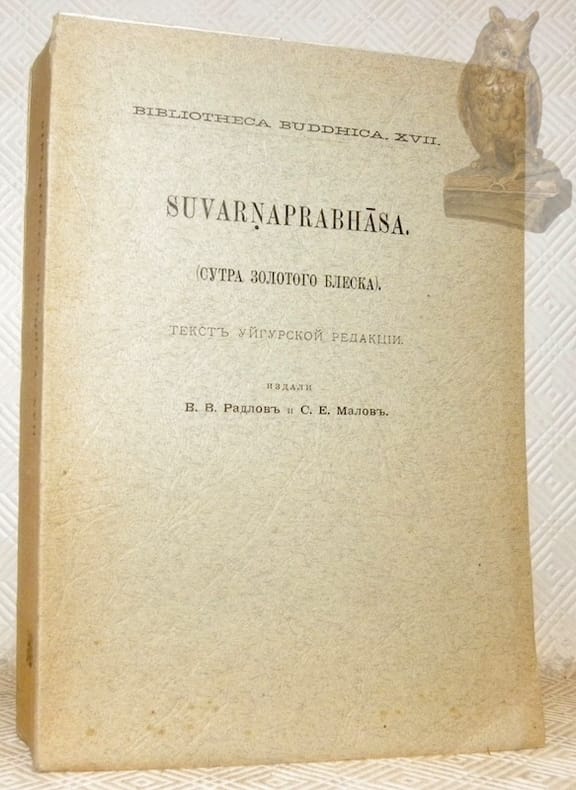 BIBLIOTHECA BUDDHICA. XVII.
SUVARṆAPRABHĀSA.
(СУТРА ЗОЛОТОГО БЛЕСКА).
ТЕКСТЪ УЙГУРСКОЙ РЕДАКЦІИ.
ИЗДАЛИ
В. В. Радловъ и С. Е. Маловъ.